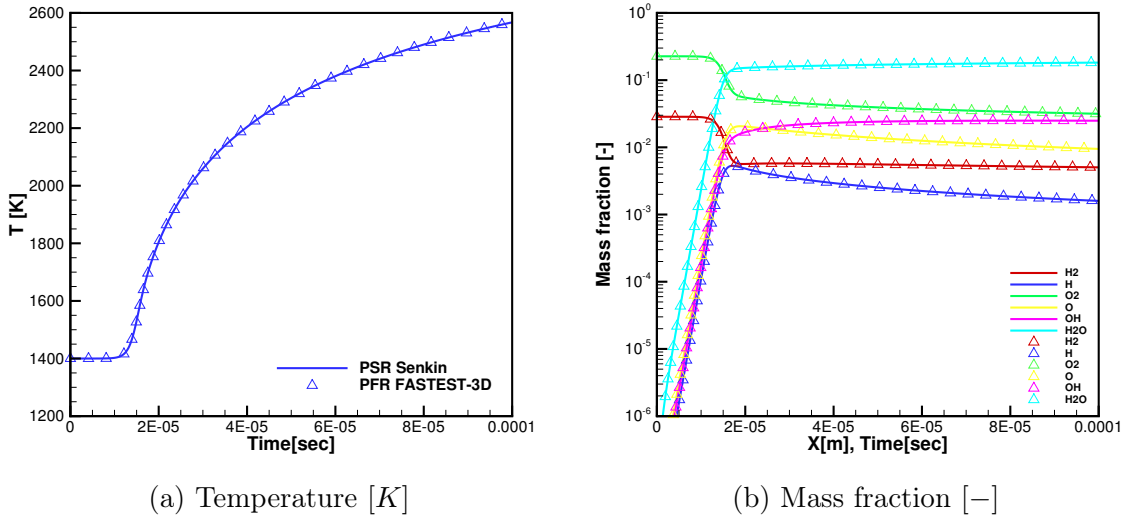 2600
2400
2200
2000
1800
1600
1400
1200
T [K]
0 2E-05 4E-05 6E-05 8E-05 0.0001
Time[sec]
PSR Senkin
PFR FASTEST-3D
(a) Temperature [K]
10^0
10^-1
10^-2
10^-3
10^-4
10^-5
10^-6
Mass fraction [-]
0 2E-05 4E-05 6E-05 8E-05 0.0001
X[m], Time[sec]
H2
H
O2
O
OH
H2O
H2
H
O2
O
OH
H2O
(b) Mass fraction [−]